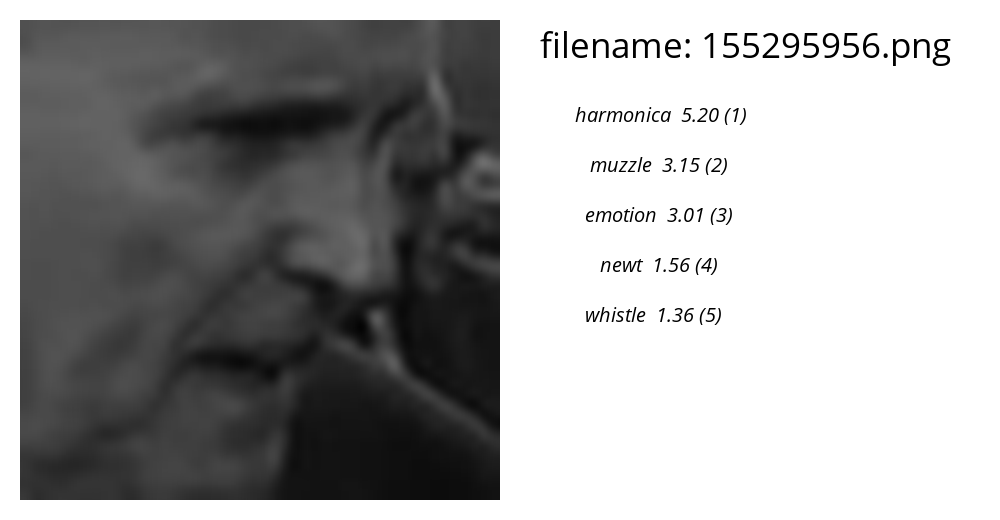 filename: 155295956.png
harmonica 5.20 (1)
muzzle 3.15 (2)
emotion 3.01 (3)
newt 1.56 (4)
whistle 1.36 (5)